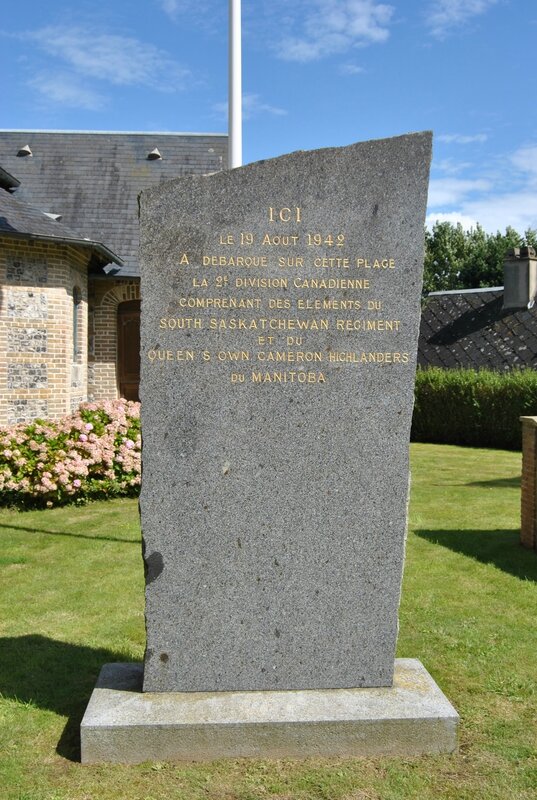 ICI
LE 19 AOUT 1942
A DEBARQUE SUR CETTE PLAGE
LA 2E DIVISION CANADIENNE
COMPRENANT DES ELEMENTS DU
SOUTH SASKATCHEWAN REGIMENT
ET DU
QUEEN'S OWN CAMERON HIGHLANDERS
DU MANITOBA